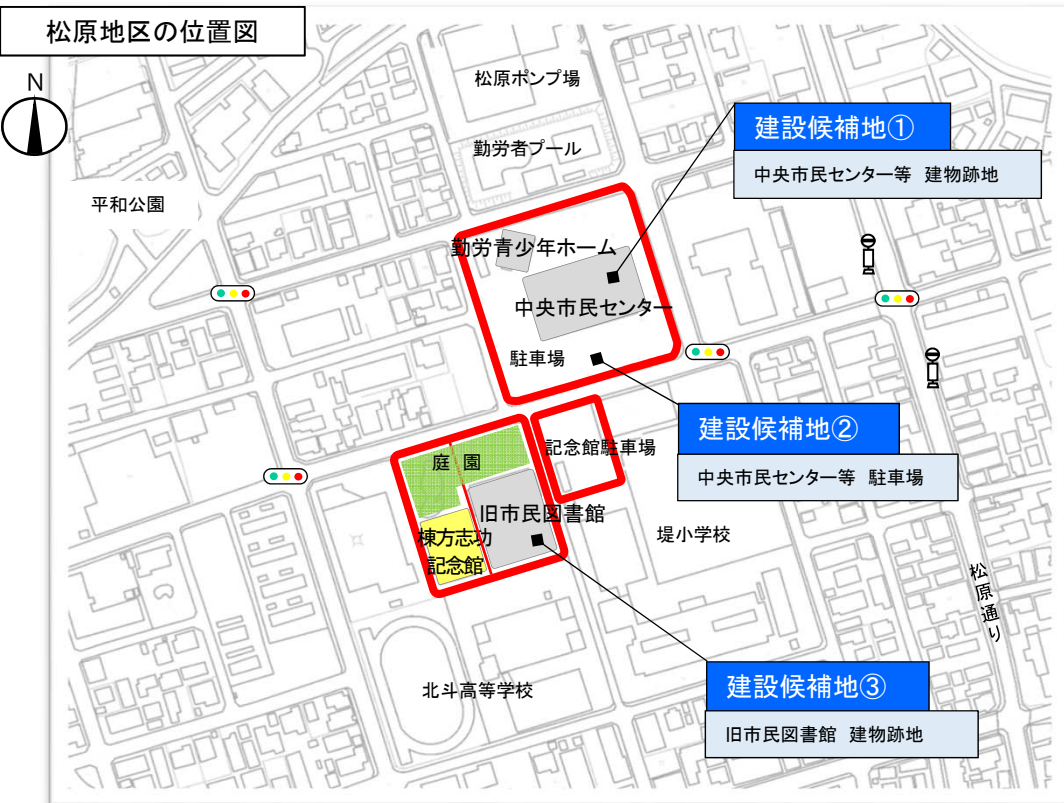 松原地区の位置図
N
松原ポンプ場
勤労者プール
平和公園
建設候補地①
中央市民センター等 建物跡地
勤労青少年ホーム
中央市民センター
駐車場
建設候補地②
中央市民センター等 駐車場
記念館駐車場
庭 園
旧市民図書館
棟方志功
記念館
堤小学校
松原通り
北斗高等学校
建設候補地③
旧市民図書館 建物跡地